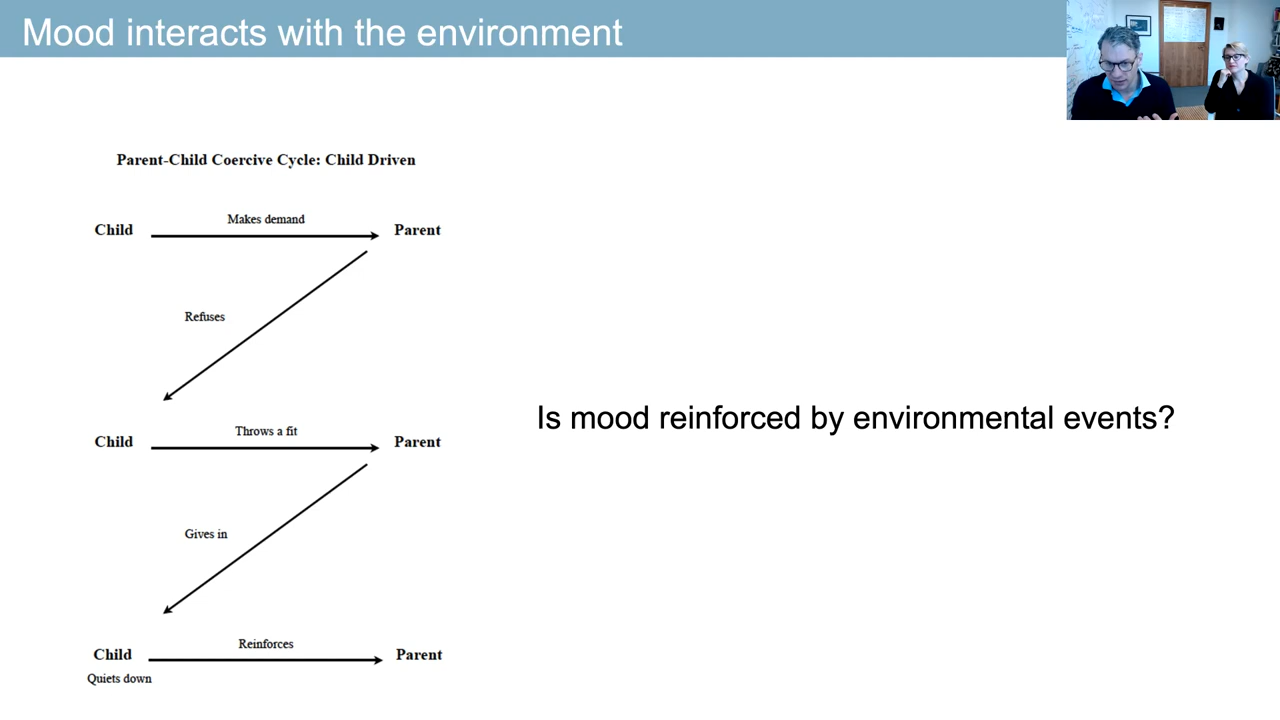 Mood interacts with the environment
Parent-Child Coercive Cycle: Child Driven
Makes demand
Child
Parent
Refuses
Throws a fit
Child
Parent
Is mood reinforced by environmental events?
Gives in
Reinforces
Child
Parent
Quiets down